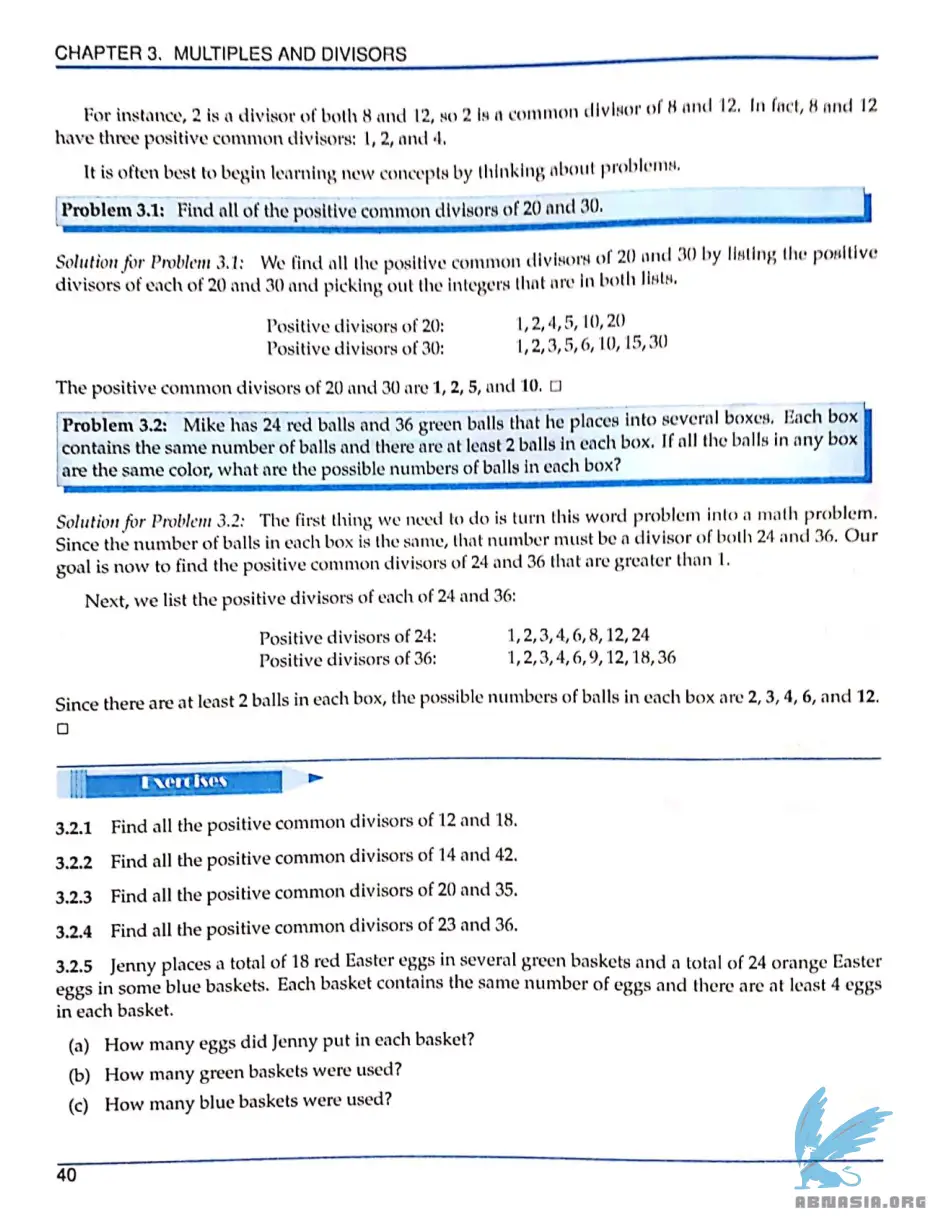 CHAPTER 3. MULTIPLES AND DIVISORS
For instance, 2 is a divisor of both 8 and 12, so 2 is a common divisor of 8 and 12. In fact, 8 and 12
have three positive common divisors: 1, 2, and 4.
It is often best to begin learning new concepts by thinking about problems.
Problem 3.1: Find all of the positive common divisors of 20 and 30.
Solution for Problem 3.1: We find all the positive common divisors of 20 and 30 by listing the positive
divisors of each of 20 and 30 and picking out the integers that are in both lists.
Positive divisors of 20: 1, 2, 4, 5, 10, 20
Positive divisors of 30: 1, 2, 3, 5, 6, 10, 15, 30
The positive common divisors of 20 and 30 are 1, 2, 5, and 10. □
Problem 3.2: Mike has 24 red balls and 36 green balls that he places into several boxes. Each box
contains the same number of balls and there are at least 2 balls in each box. If all the balls in any box
are the same color, what are the possible numbers of balls in each box?
Solution for Problem 3.2: The first thing we need to do is turn this word problem into a math problem.
Since the number of balls in each box is the same, that number must be a divisor of both 24 and 36. Our
goal is now to find the positive common divisors of 24 and 36 that are greater than 1.
Next, we list the positive divisors of each of 24 and 36:
Positive divisors of 24: 1, 2, 3, 4, 6, 8, 12, 24
Positive divisors of 36: 1, 2, 3, 4, 6, 9, 12, 18, 36
Since there are at least 2 balls in each box, the possible numbers of balls in each box are 2, 3, 4, 6, and 12.
□
Exercises
3.2.1 Find all the positive common divisors of 12 and 18.
3.2.2 Find all the positive common divisors of 14 and 42.
3.2.3 Find all the positive common divisors of 20 and 35.
3.2.4 Find all the positive common divisors of 23 and 36.
3.2.5 Jenny places a total of 18 red Easter eggs in several green baskets and a total of 24 orange Easter
eggs in some blue baskets. Each basket contains the same number of eggs and there are at least 4 eggs
in each basket.
(a) How many eggs did Jenny put in each basket?
(b) How many green baskets were used?
(c) How many blue baskets were used?
40
ABNASIA.ORG